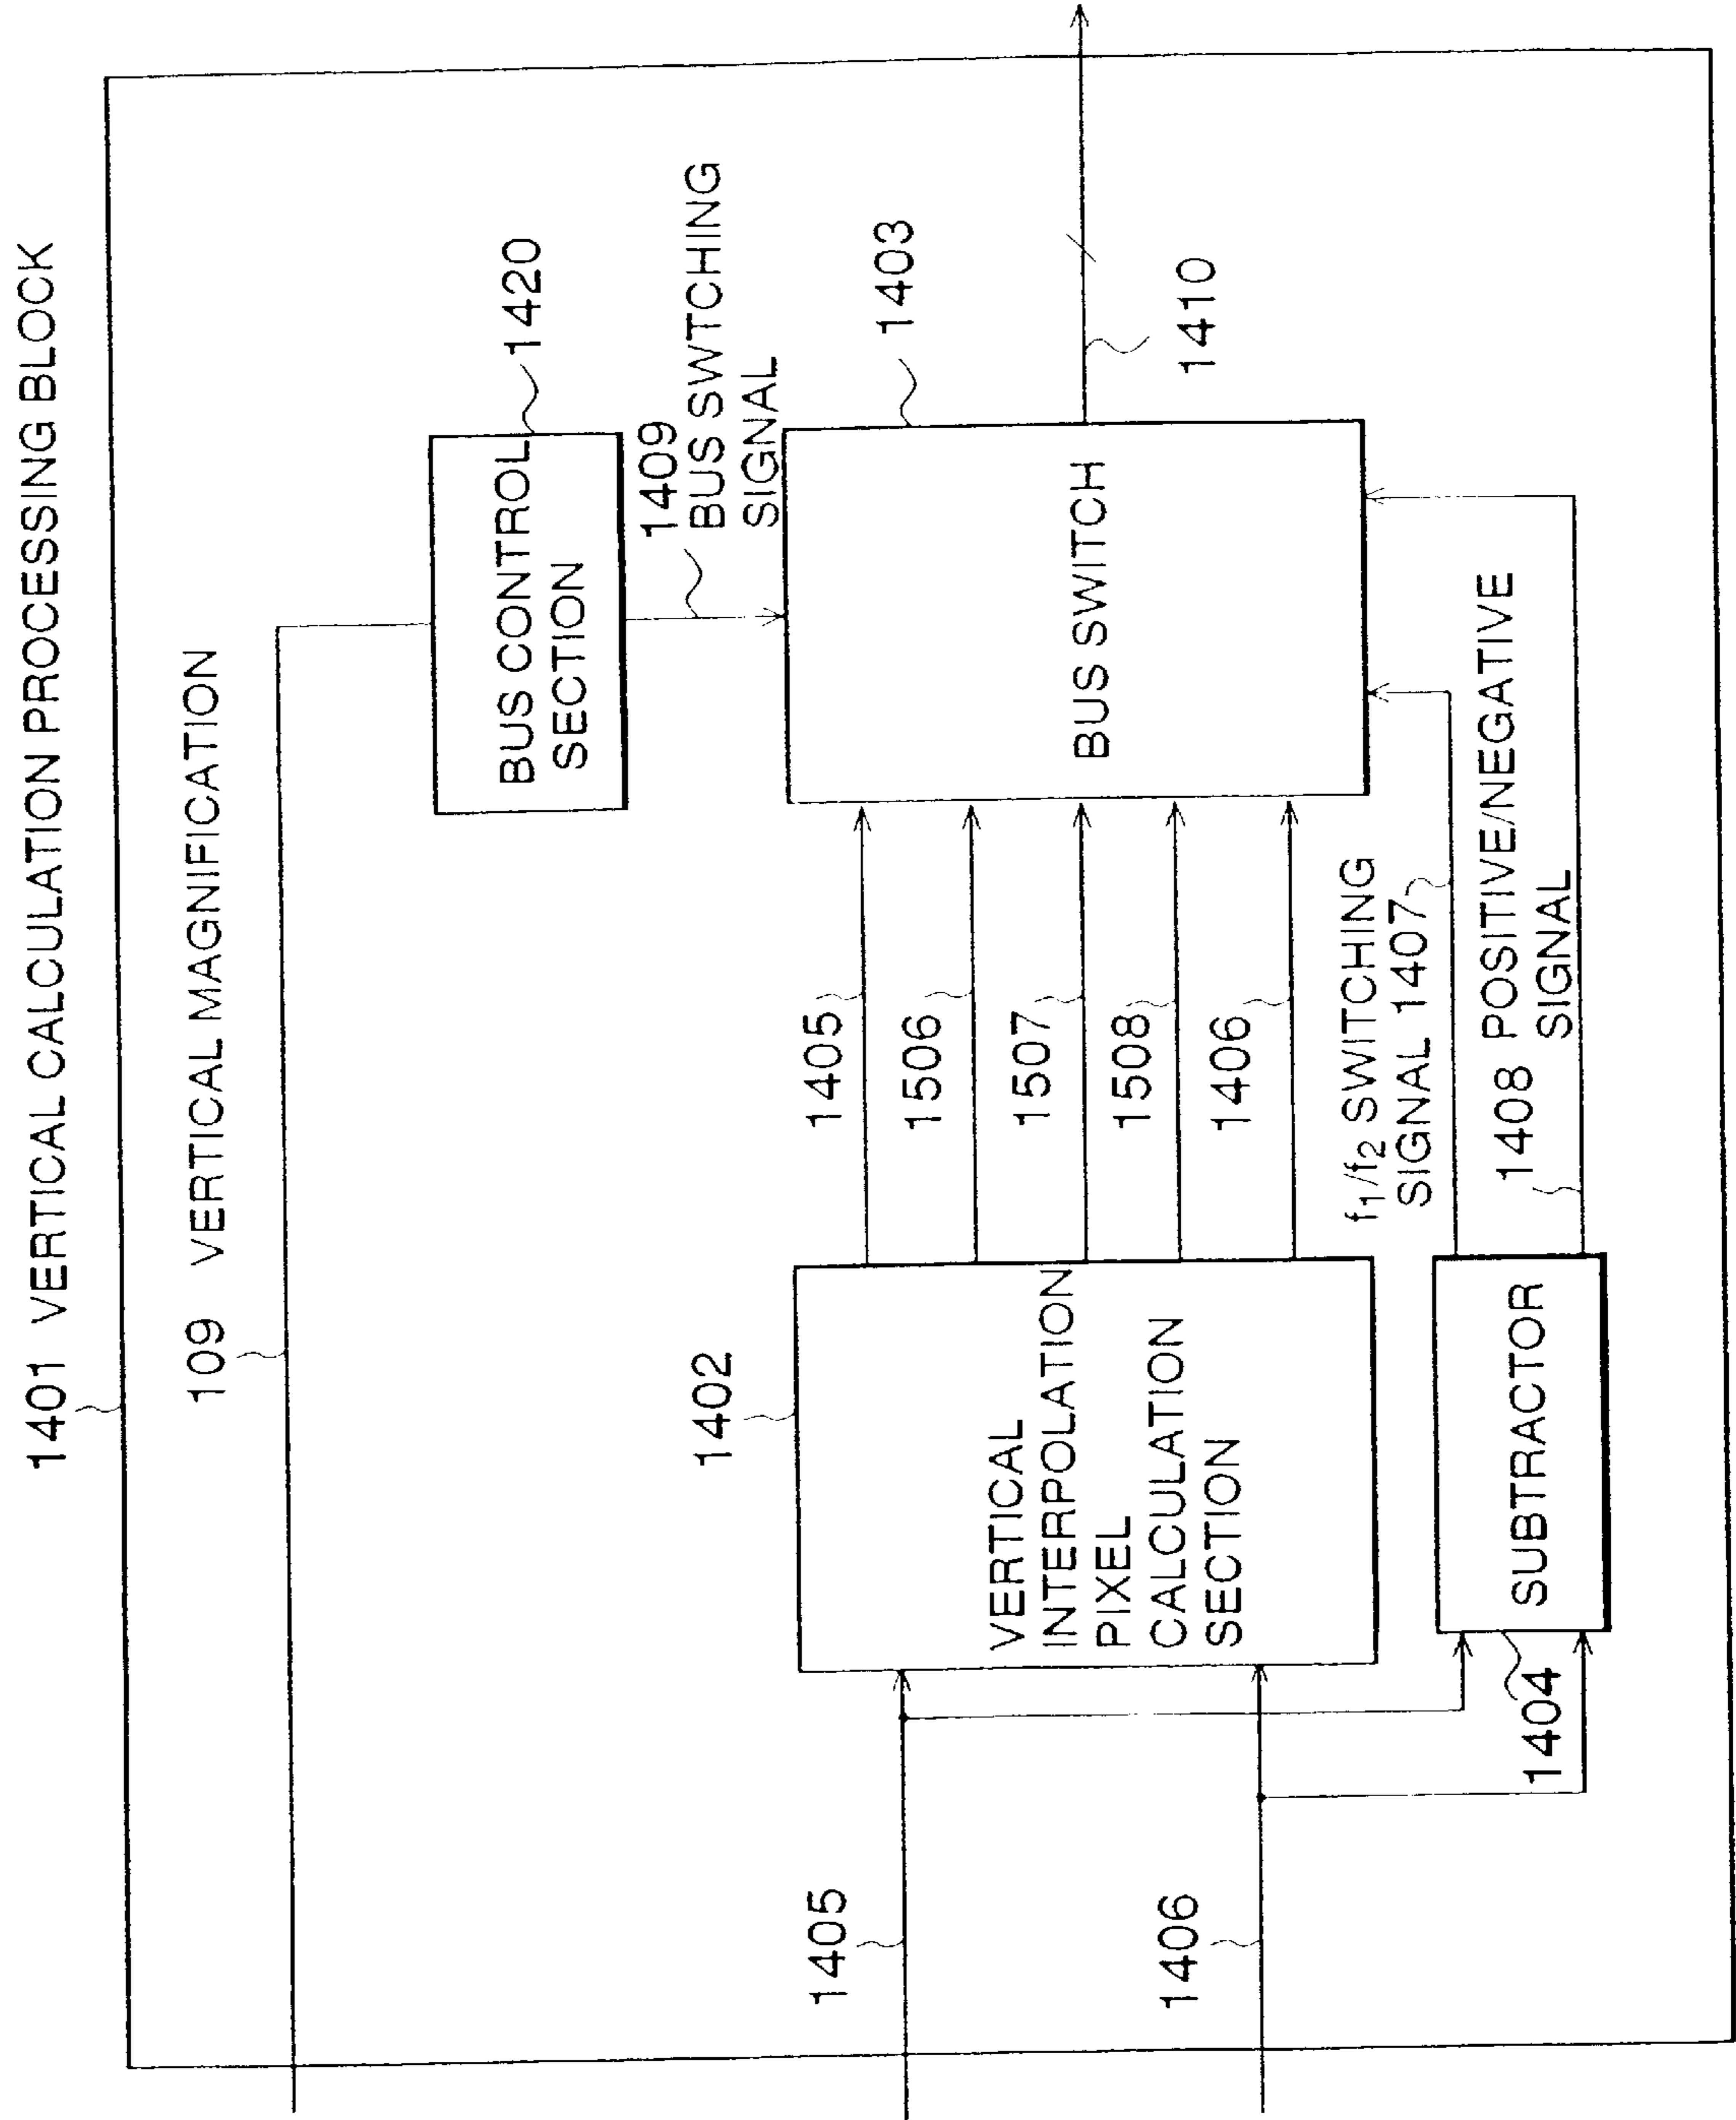 1401 VERTICAL CALCULATION PROCESSING BLOCK
109 VERTICAL MAGNIFICATION
BUS CONTROL
SECTION
1420
1409
BUS SWTCHING
SIGNAL
1402
VERTICAL
INTERPOLATION
PIXEL
CALCULATION
SECTION
1405
1506
1507
1508
1406
BUS SWITCH
1403
1410
1405
1406
f1/f2 SWITCHING
SIGNAL 1407
1408 POSITIVE/NEGATIVE
SIGNAL
SUBTRACTOR
1404